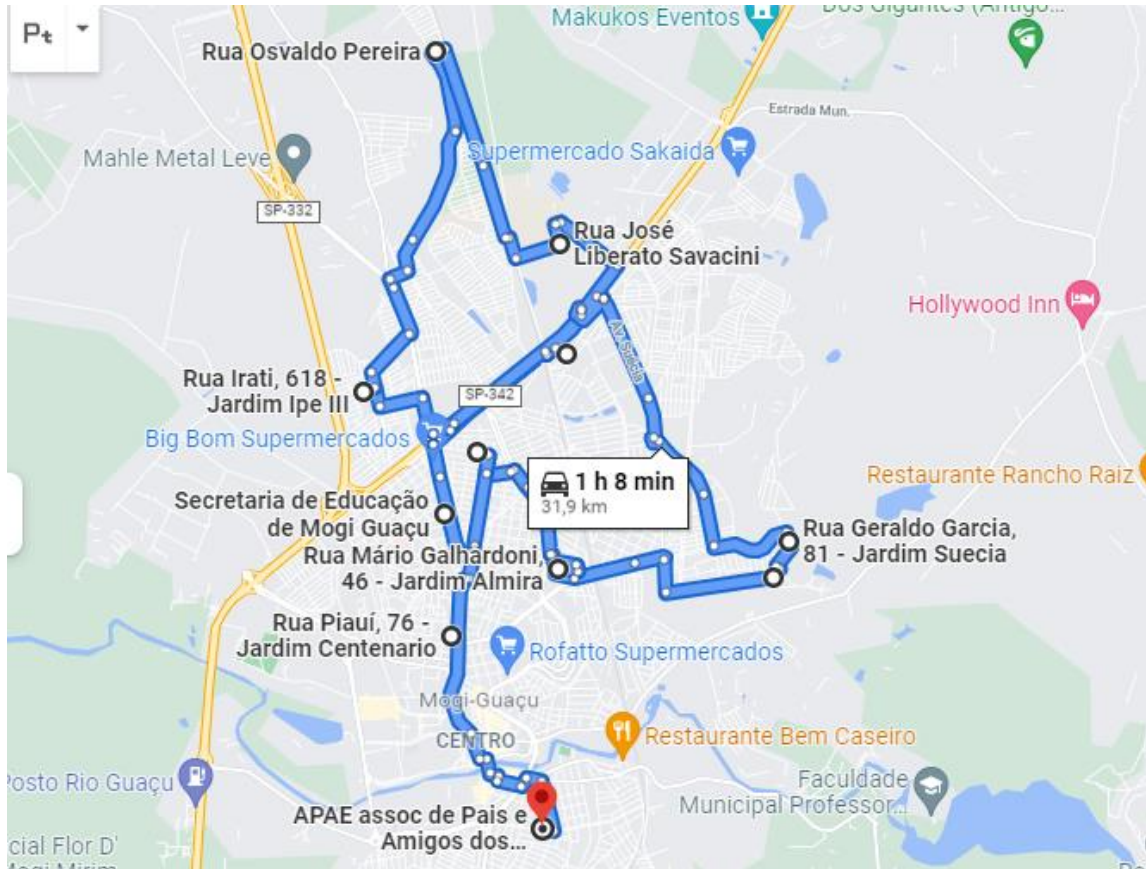 Makukos Eventos
Dos Gigantes (Antigo...
Pt
Rua Osvaldo Pereira
Estrada Mun.
Mahle Metal Leve
Supermercado Sakaida
SP-332
Rua José
Liberato Savacini
Hollywood Inn
Av. Suecia
Rua Irati, 618 -
Jardim Ipe III
SP-342
Big Bom Supermercados
1 h 8 min
31,9 km
Restaurante Rancho Raiz
Secretaria de Educação
de Mogi Guaçu
Rua Geraldo Garcia,
81 - Jardim Suecia
Rua Mário Galhardoni,
46 - Jardim Almira
Rua Piauí, 76 -
Jardim Centenario
Rofatto Supermercados
Mogi-Guaçu
CENTRO
Restaurante Bem Caseiro
Posto Rio Guaçu
Faculdade
Municipal Professor...
APAE assoc de Pais e
Amigos dos...
cial Flor D'
Mogi Mirim